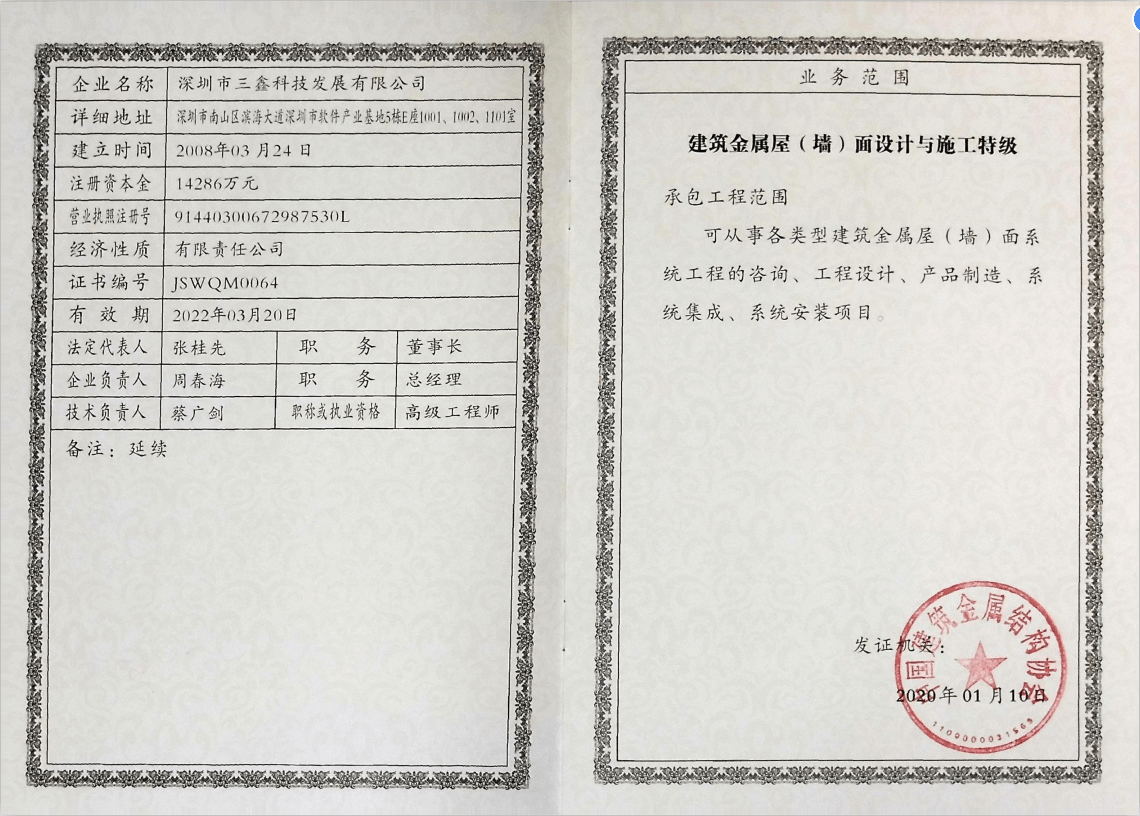 企业名称 深圳市三鑫科技发展有限公司
详细地址 深圳市南山区滨海大道深圳市软件产业基地5栋E座1001、1002、1101室
建立时间 2008年03月24日
注册资本金 14286万元
营业执照注册号 91440300672987530L
经济性质 有限责任公司
证书编号 JSWQM0064
有效期 2022年03月20日
法定代表人 张桂先 职务 董事长
企业负责人 周春海 职务 总经理
技术负责人 蔡广剑 职称或执业资格 高级工程师
备注：延续
业务范围
建筑金属屋（墙）面设计与施工特级
承包工程范围
可从事各类型建筑金属屋（墙）面系
统工程的咨询、工程设计、产品制造、系
统集成、系统安装项目。
中国建筑金属结构协会
发证机关：
2020年01月10日